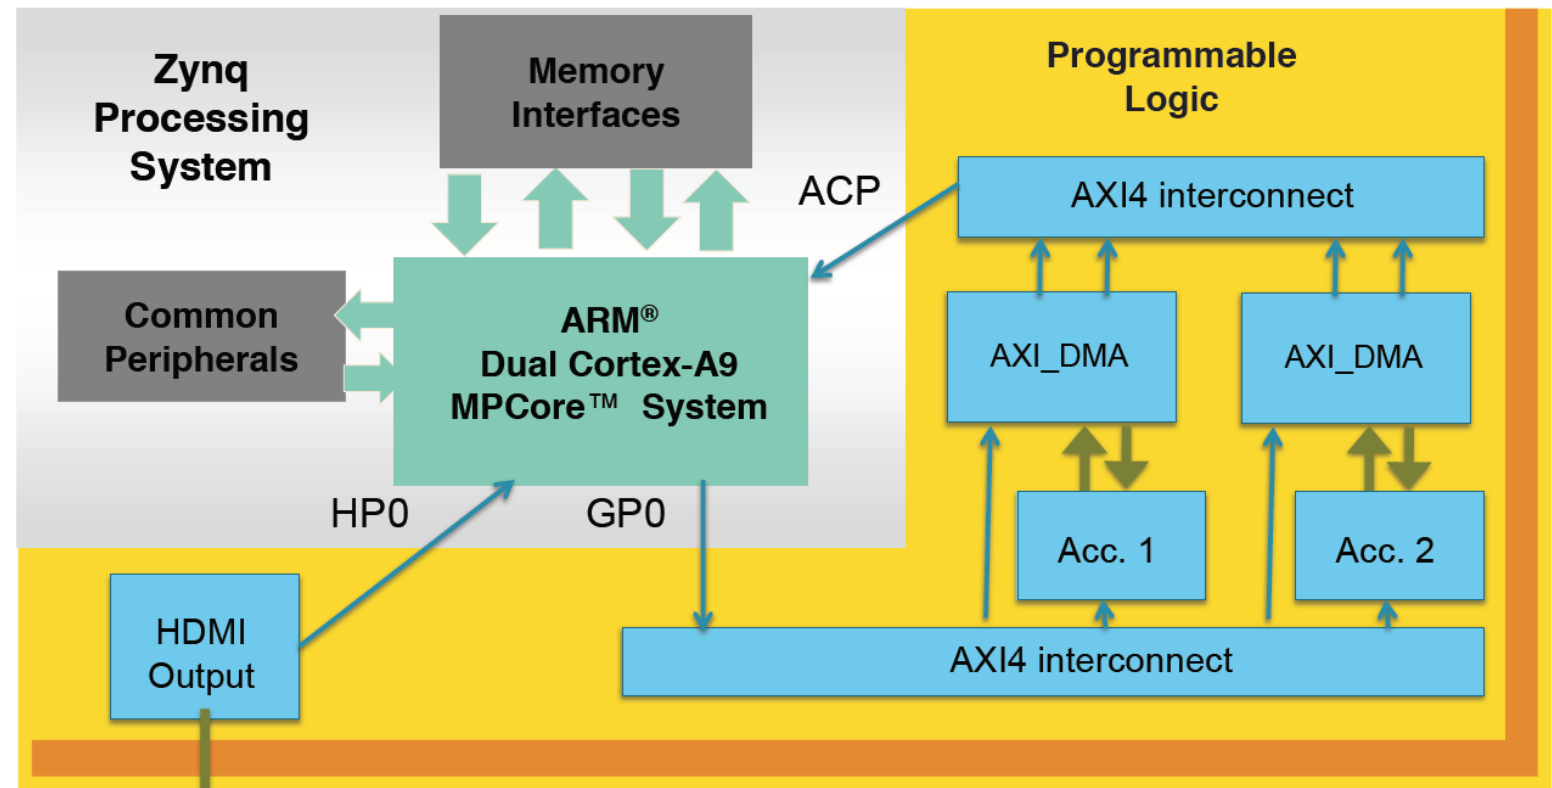 Zynq
Processing
System
Memory
Interfaces
Programmable
Logic
ACP
AXI4 interconnect
Common
Peripherals
ARM®
Dual Cortex-A9
MPCore™ System
AXI_DMA
AXI_DMA
HP0
GP0
Acc. 1
Acc. 2
HDMI
Output
AXI4 interconnect